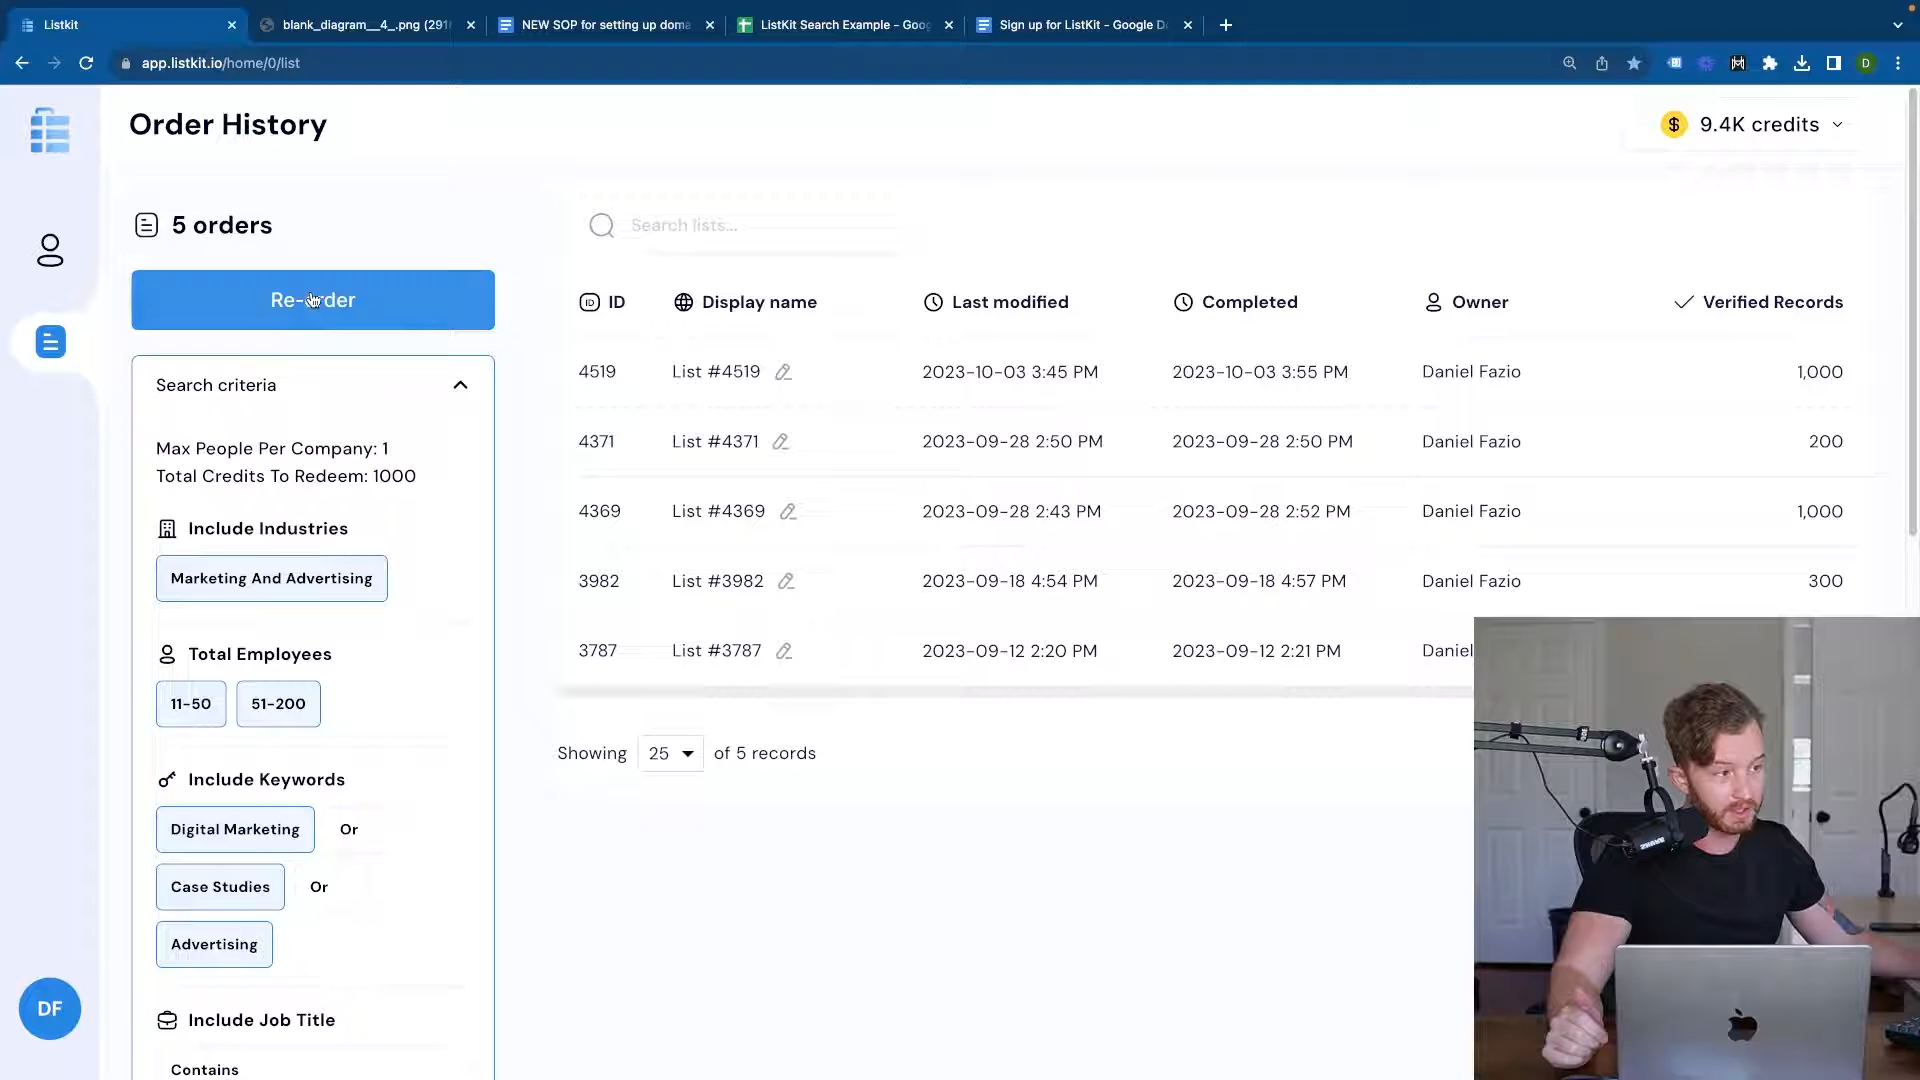 Listkit
blank_diagram__4_.png (291
NEW SOP for setting up doma
ListKit Search Example - Goog
Sign up for ListKit - Google D
app.listkit.io/home/0/list
D
Order History
$ 9.4K credits
5 orders
Search lists...
Re-order
ID ID
Display name
Last modified
Completed
Owner
Verified Records
4519 List #4519 2023-10-03 3:45 PM 2023-10-03 3:55 PM Daniel Fazio 1,000
4371 List #4371 2023-09-28 2:50 PM 2023-09-28 2:50 PM Daniel Fazio 200
4369 List #4369 2023-09-28 2:43 PM 2023-09-28 2:52 PM Daniel Fazio 1,000
3982 List #3982 2023-09-18 4:54 PM 2023-09-18 4:57 PM Daniel Fazio 300
3787 List #3787 2023-09-12 2:20 PM 2023-09-12 2:21 PM Daniel
Showing 25 of 5 records
Search criteria
Max People Per Company: 1
Total Credits To Redeem: 1000
Include Industries
Marketing And Advertising
Total Employees
11-50 51-200
Include Keywords
Digital Marketing Or
Case Studies Or
Advertising
Include Job Title
Contains
DF
SHURE